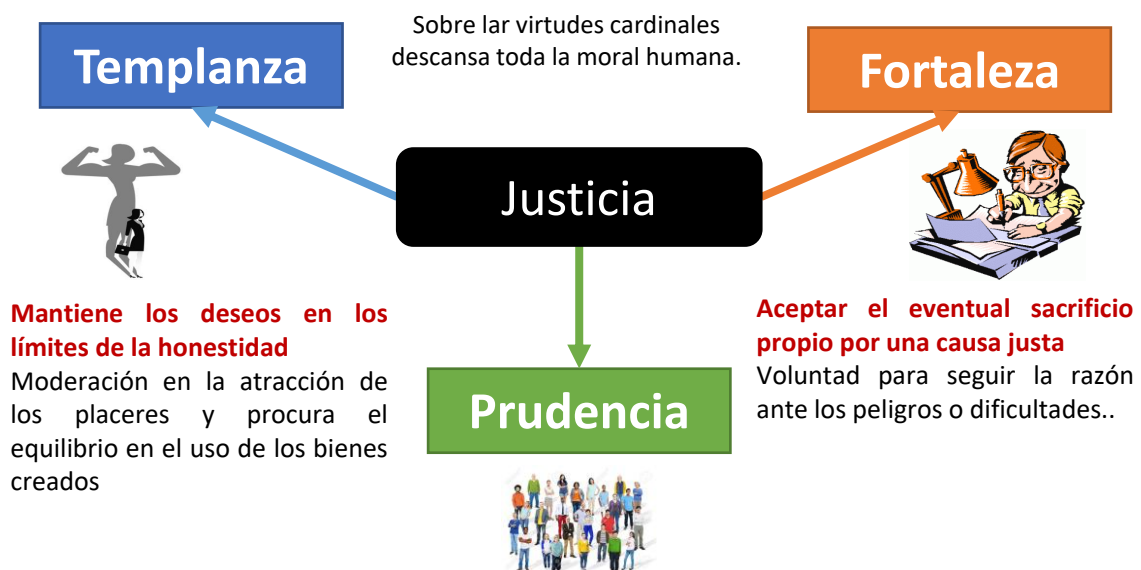 Sobre lar virtudes cardinales
descansa toda la moral humana.
Templanza
Fortaleza
Justicia
Mantiene los deseos en los
límites de la honestidad
Moderación en la atracción de
los placeres y procura el
equilibrio en el uso de los bienes
creados
Aceptar el eventual sacrificio
propio por una causa justa
Voluntad para seguir la razón
ante los peligros o dificultades..
Prudencia